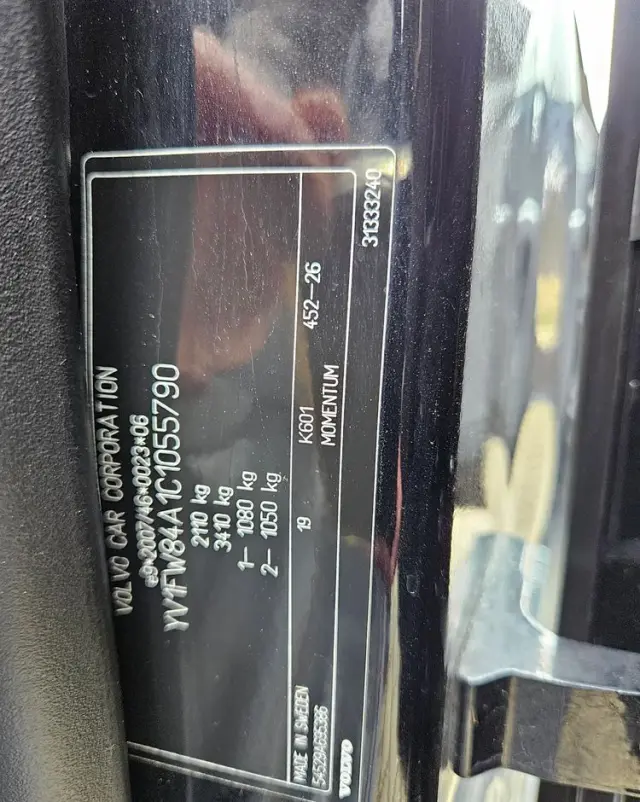 VOLVO CAR CORPORATION
e9*2007/46*0023*06
YV1FW84A1C1055790
2110 kg
3410 kg
1– 1080 kg
2– 1050 kg
19 K601 452–26
MADE IN SWEDEN MOMENTUM
VOLVO 31333240